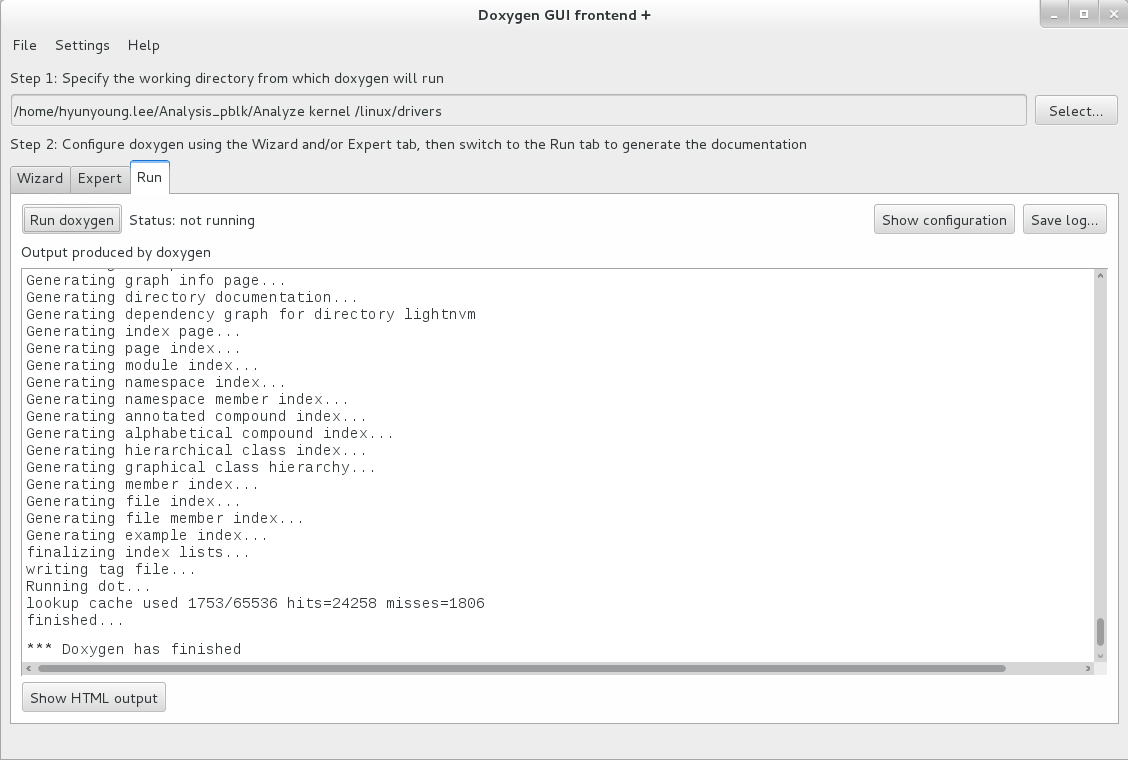 Doxygen GUI frontend +
File Settings Help
Step 1: Specify the working directory from which doxygen will run
/home/hyunyoung.lee/Analysis_pblk/Analyze kernel /linux/drivers
Select...
Step 2: Configure doxygen using the Wizard and/or Expert tab, then switch to the Run tab to generate the documentation
Wizard Expert Run
Run doxygen Status: not running Show configuration Save log...
Output produced by doxygen
Generating graph info page...
Generating directory documentation...
Generating dependency graph for directory lightnvm
Generating index page...
Generating page index...
Generating module index...
Generating namespace index...
Generating namespace member index...
Generating annotated compound index...
Generating alphabetical compound index...
Generating hierarchical class index...
Generating graphical class hierarchy...
Generating member index...
Generating file index...
Generating file member index...
Generating example index...
finalizing index lists...
writing tag file...
Running dot...
lookup cache used 1753/65536 hits=24258 misses=1806
finished...
*** Doxygen has finished
Show HTML output